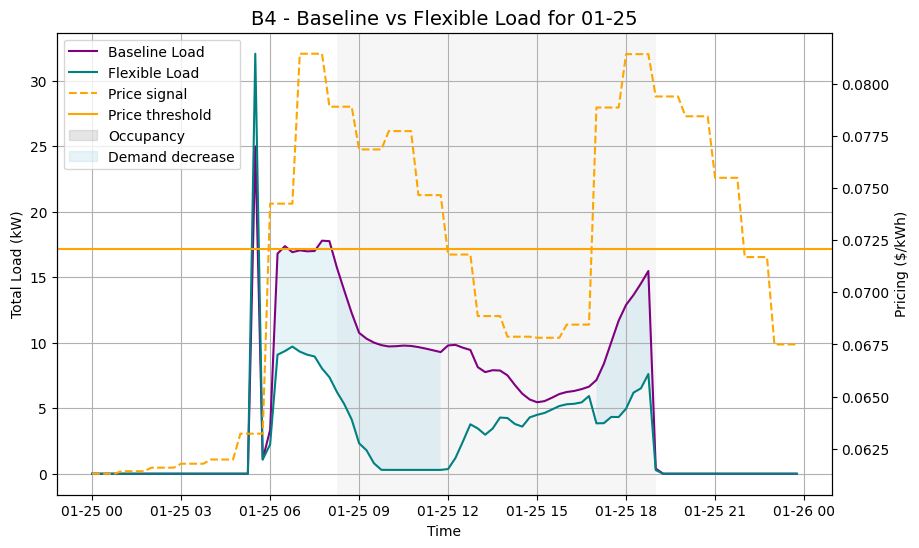 B4 - Baseline vs Flexible Load for 01-25
Baseline Load
Flexible Load
Price signal
Price threshold
Occupancy
Demand decrease
Total Load (kW)
30
25
20
15
10
5
0
0.0800
0.0775
0.0750
0.0725
0.0700
0.0675
0.0650
0.0625
Pricing ($/kWh)
01-25 00
01-25 03
01-25 06
01-25 09
01-25 12
01-25 15
01-25 18
01-25 21
01-26 00
Time